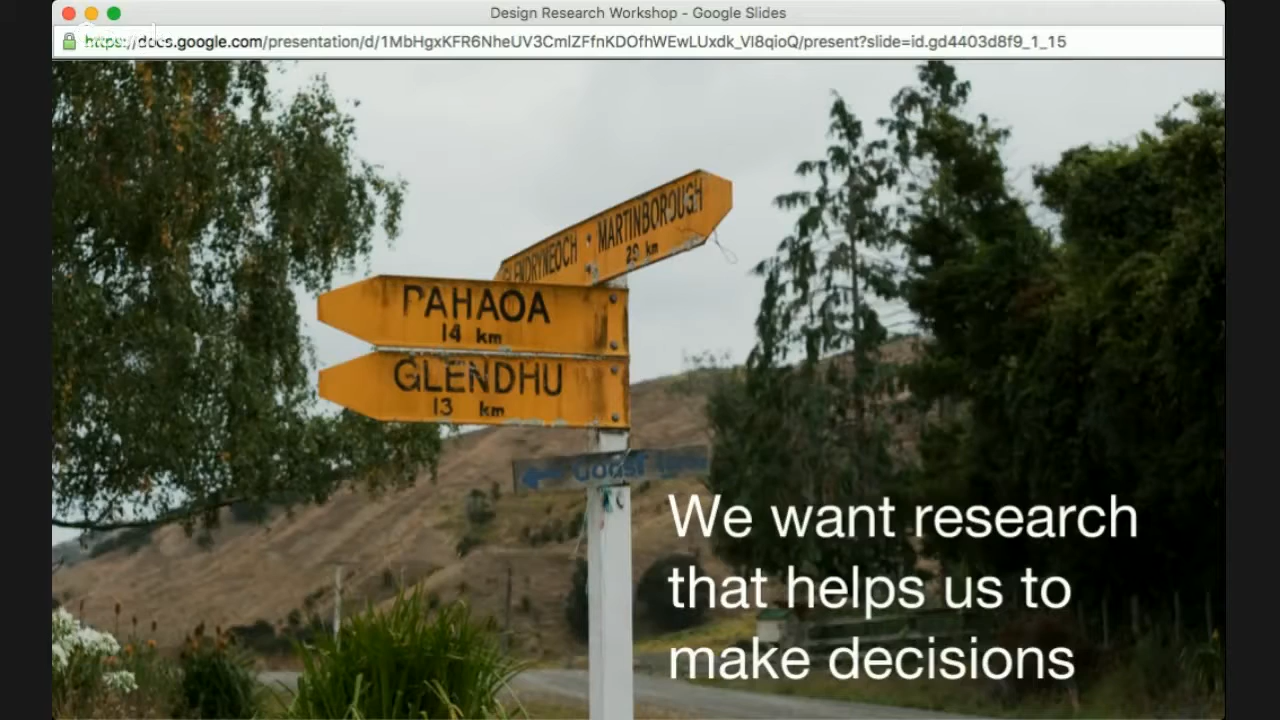 Design Research Workshop - Google Slides
https://docs.google.com/presentation/d/1MbHgxKFR6NheUV3CmlZFfnKDOfhWEwLUxdk_Vl8qioQ/present?slide=id.gd4403d8f9_1_15
GLENDRYNEOCH • MARTINBOROUGH
29 km
PAHAOA
14 km
GLENDHU
13 km
We want research
that helps us to
make decisions